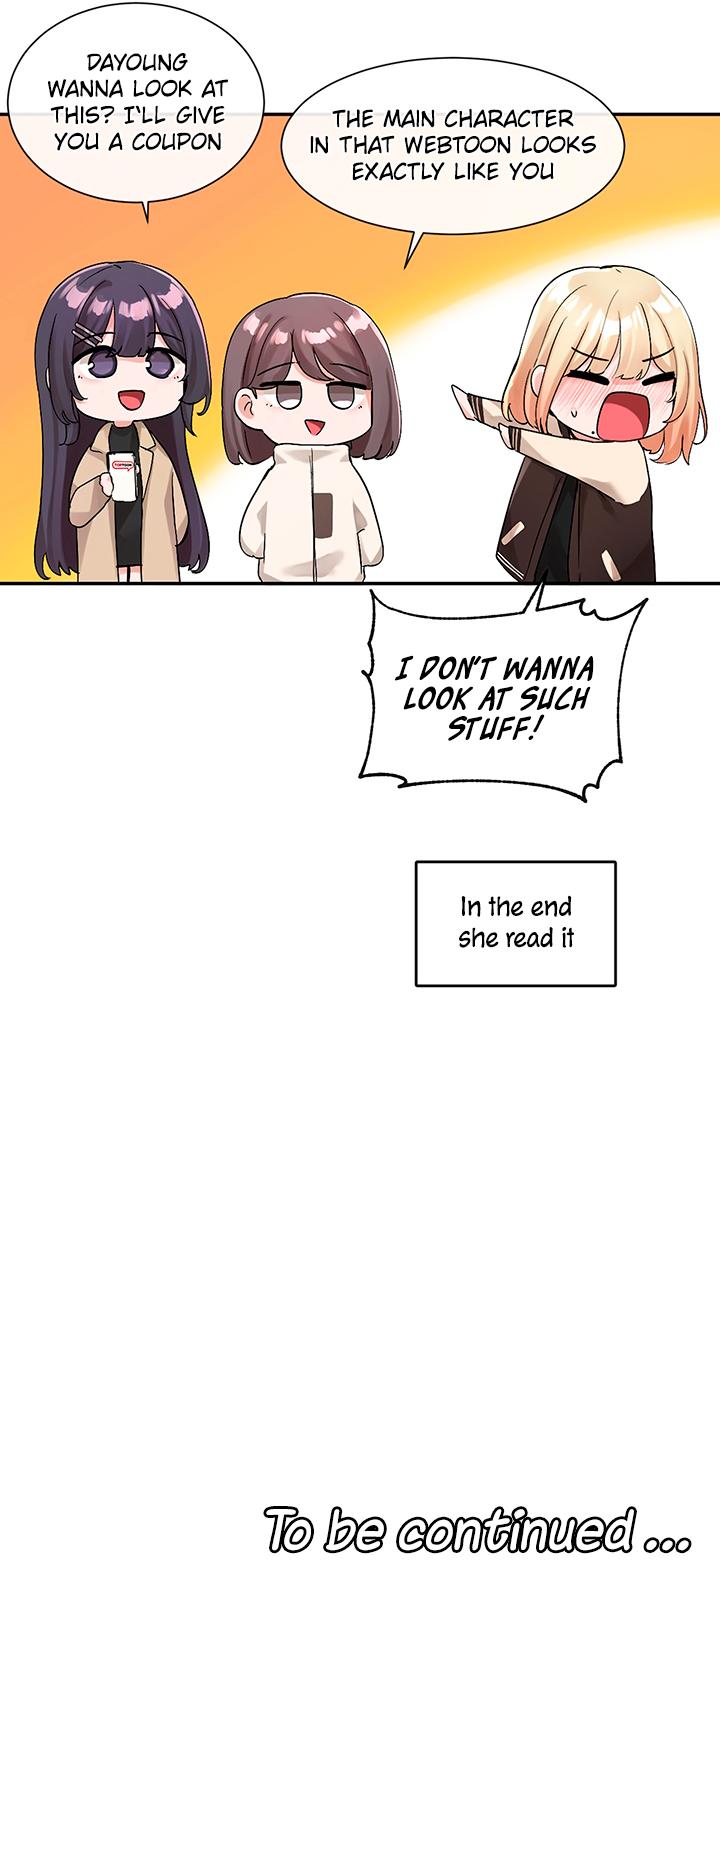 DAYOUNG
WANNA LOOK AT
THIS? I'LL GIVE
YOU A COUPON
THE MAIN CHARACTER
IN THAT WEBTOON LOOKS
EXACTLY LIKE YOU
TOPTOON
I DON'T WANNA
LOOK AT SUCH
STUFF!
In the end
she read it
To be continued ...